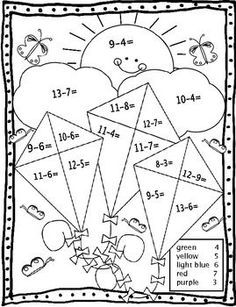 9-4=
13-7=
11-8=
10-4=
10-6=
11-4=
12-7=
9-6=
8-3=
11-6=
12-5=
12-9=
9-5=
13-6=
green 4
yellow 5
light blue 6
red 7
purple 3